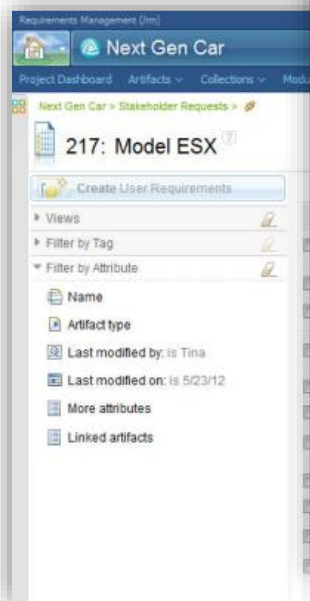 Requirements Management (/rm)
Next Gen Car
Project Dashboard Artifacts Collections Modu
Next Gen Car > Stakeholder Requests >
217: Model ESX ?
Create User Requirements
Views
Filter by Tag
Filter by Attribute
Name
Artifact type
Last modified by: is Tina
Last modified on: is 5/23/12
More attributes
Linked artifacts